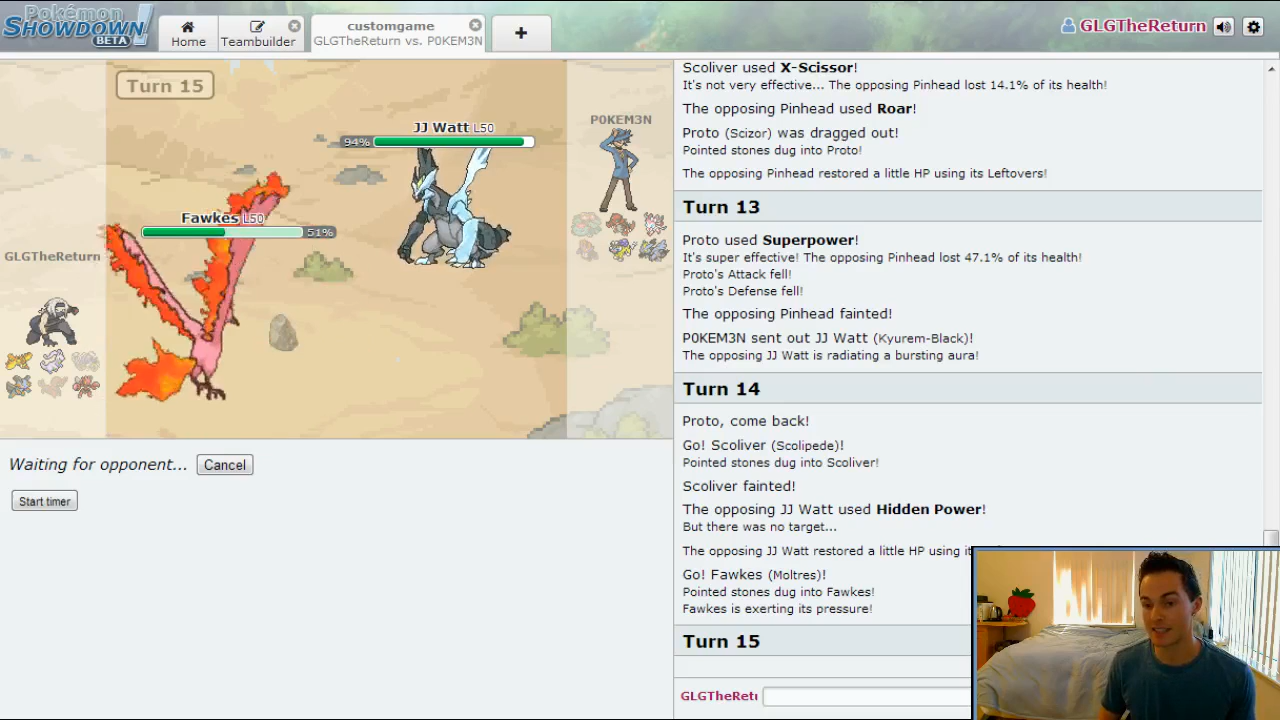 Pokémon
SHOWDOWN!
BETA
Home
Teambuilder
customgame
GLGTheReturn vs. P0KEM3N
+
GLGTheReturn
Turn 15
JJ Watt L50
94%
Fawkes L50
51%
GLGTheReturn
P0KEM3N
Waiting for opponent... Cancel
Start timer
Scoliver used X-Scissor!
It's not very effective... The opposing Pinhead lost 14.1% of its health!
The opposing Pinhead used Roar!
Proto (Scizor) was dragged out!
Pointed stones dug into Proto!
The opposing Pinhead restored a little HP using its Leftovers!
Turn 13
Proto used Superpower!
It's super effective! The opposing Pinhead lost 47.1% of its health!
Proto's Attack fell!
Proto's Defense fell!
The opposing Pinhead fainted!
P0KEM3N sent out JJ Watt (Kyurem-Black)!
The opposing JJ Watt is radiating a bursting aura!
Turn 14
Proto, come back!
Go! Scoliver (Scolipede)!
Pointed stones dug into Scoliver!
Scoliver fainted!
The opposing JJ Watt used Hidden Power!
But there was no target...
The opposing JJ Watt restored a little HP using
Go! Fawkes (Moltres)!
Pointed stones dug into Fawkes!
Fawkes is exerting its pressure!
Turn 15
GLGTheRetu